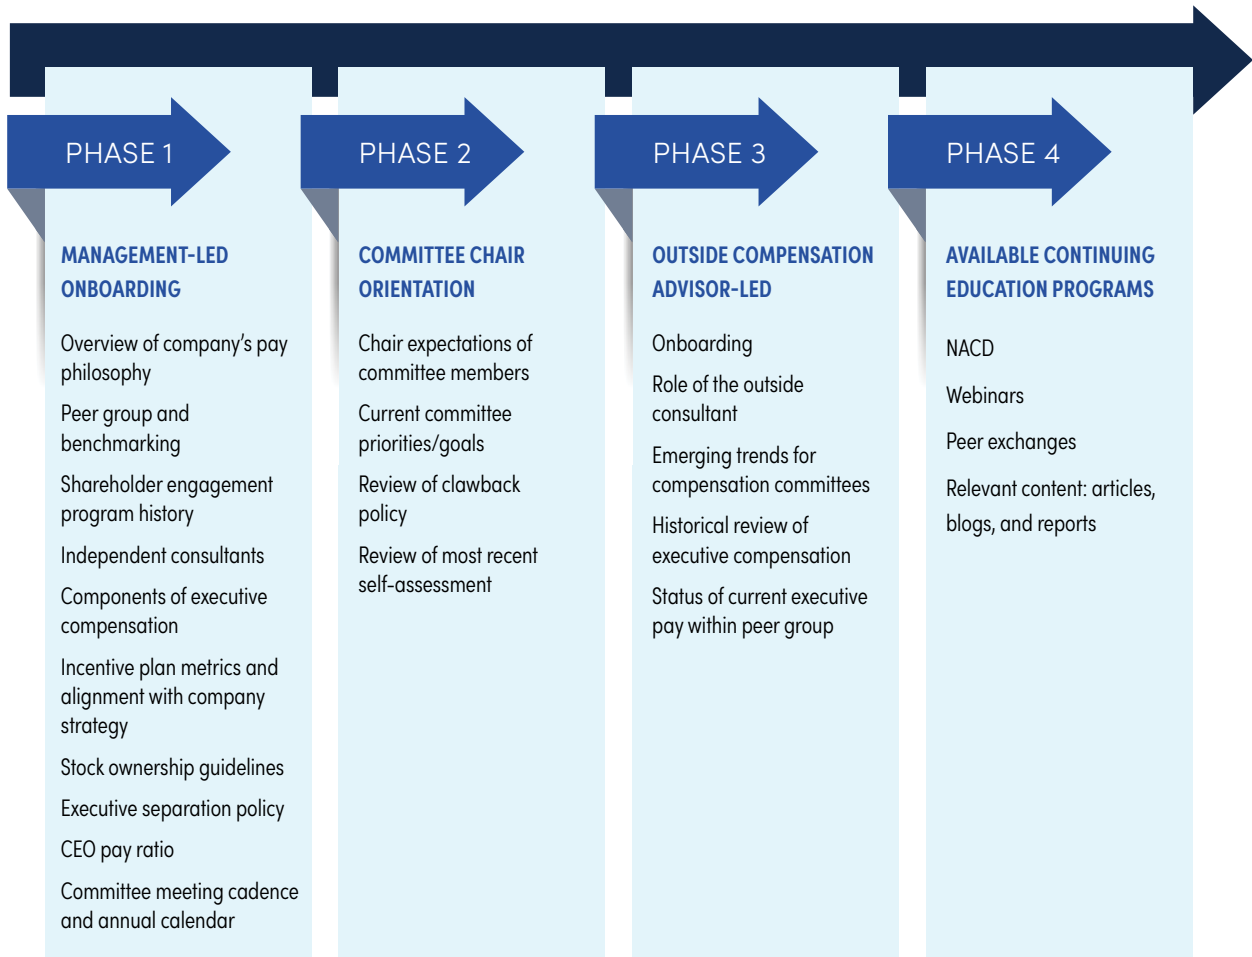 PHASE 1
MANAGEMENT-LED
ONBOARDING
Overview of company’s pay
philosophy
Peer group and
benchmarking
Shareholder engagement
program history
Independent consultants
Components of executive
compensation
Incentive plan metrics and
alignment with company
strategy
Stock ownership guidelines
Executive separation policy
CEO pay ratio
Committee meeting cadence
and annual calendar
PHASE 2
COMMITTEE CHAIR
ORIENTATION
Chair expectations of
committee members
Current committee
priorities/goals
Review of clawback
policy
Review of most recent
self-assessment
PHASE 3
OUTSIDE COMPENSATION
ADVISOR-LED
Onboarding
Role of the outside
consultant
Emerging trends for
compensation committees
Historical review of
executive compensation
Status of current executive
pay within peer group
PHASE 4
AVAILABLE CONTINUING
EDUCATION PROGRAMS
NACD
Webinars
Peer exchanges
Relevant content: articles,
blogs, and reports